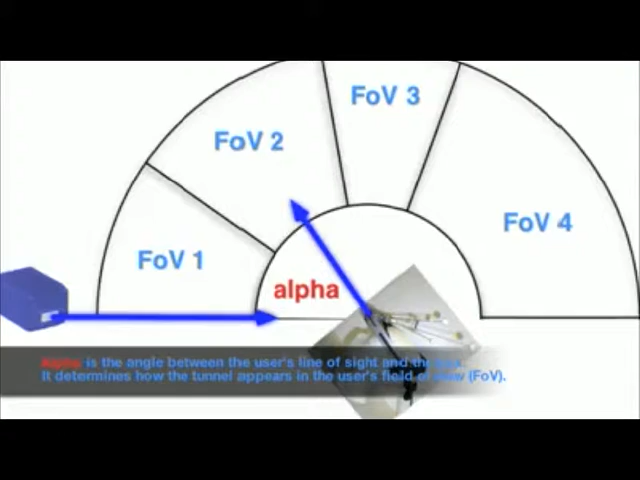 FoV 3
FoV 2
FoV 4
FoV 1
alpha
Alpha is the angle between the user's line of sight and the
It determines how the tunnel appears in the user's field of view (FoV).